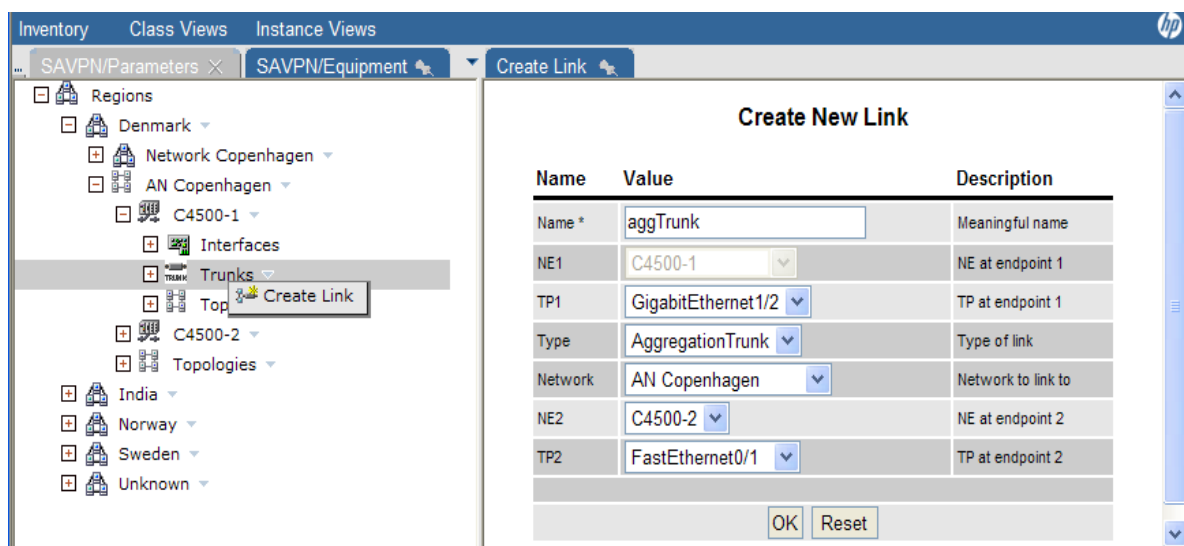 Inventory Class Views Instance Views
hp
... SAVPN/Parameters SAVPN/Equipment Create Link
Regions
Denmark
Network Copenhagen
AN Copenhagen
C4500-1
Interfaces
TRUNK Trunks
Create Link
Top
C4500-2
Topologies
India
Norway
Sweden
Unknown
Create New Link
Name Value Description
Name * aggTrunk Meaningful name
NE1 C4500-1 NE at endpoint 1
TP1 GigabitEthernet1/2 TP at endpoint 1
Type AggregationTrunk Type of link
Network AN Copenhagen Network to link to
NE2 C4500-2 NE at endpoint 2
TP2 FastEthernet0/1 TP at endpoint 2
OK Reset